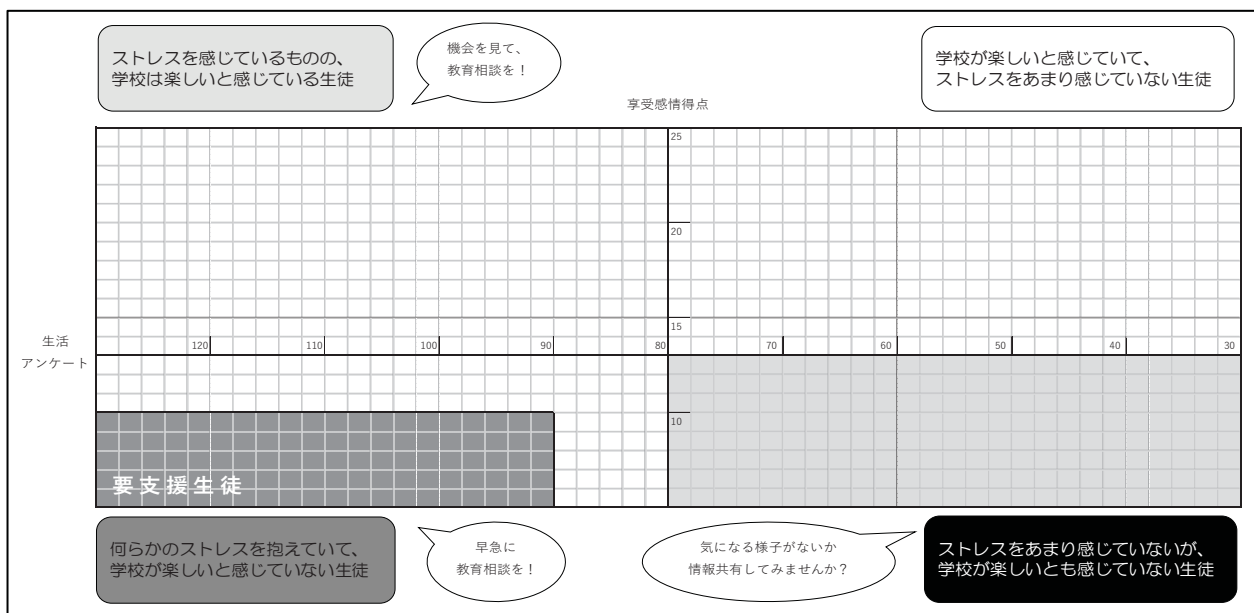 ストレスを感じているものの、
学校は楽しいと感じている生徒
機会を見て、
教育相談を！
学校が楽しいと感じていて、
ストレスをあまり感じていない生徒
享受感情得点
25
20
15
生活
アンケート
120 110 100 90 80 70 60 50 40 30
10
要支援生徒
何らかのストレスを抱えていて、
学校が楽しいと感じていない生徒
早急に
教育相談を！
気になる様子がないか
情報共有してみませんか？
ストレスをあまり感じていないが、
学校が楽しいとも感じていない生徒